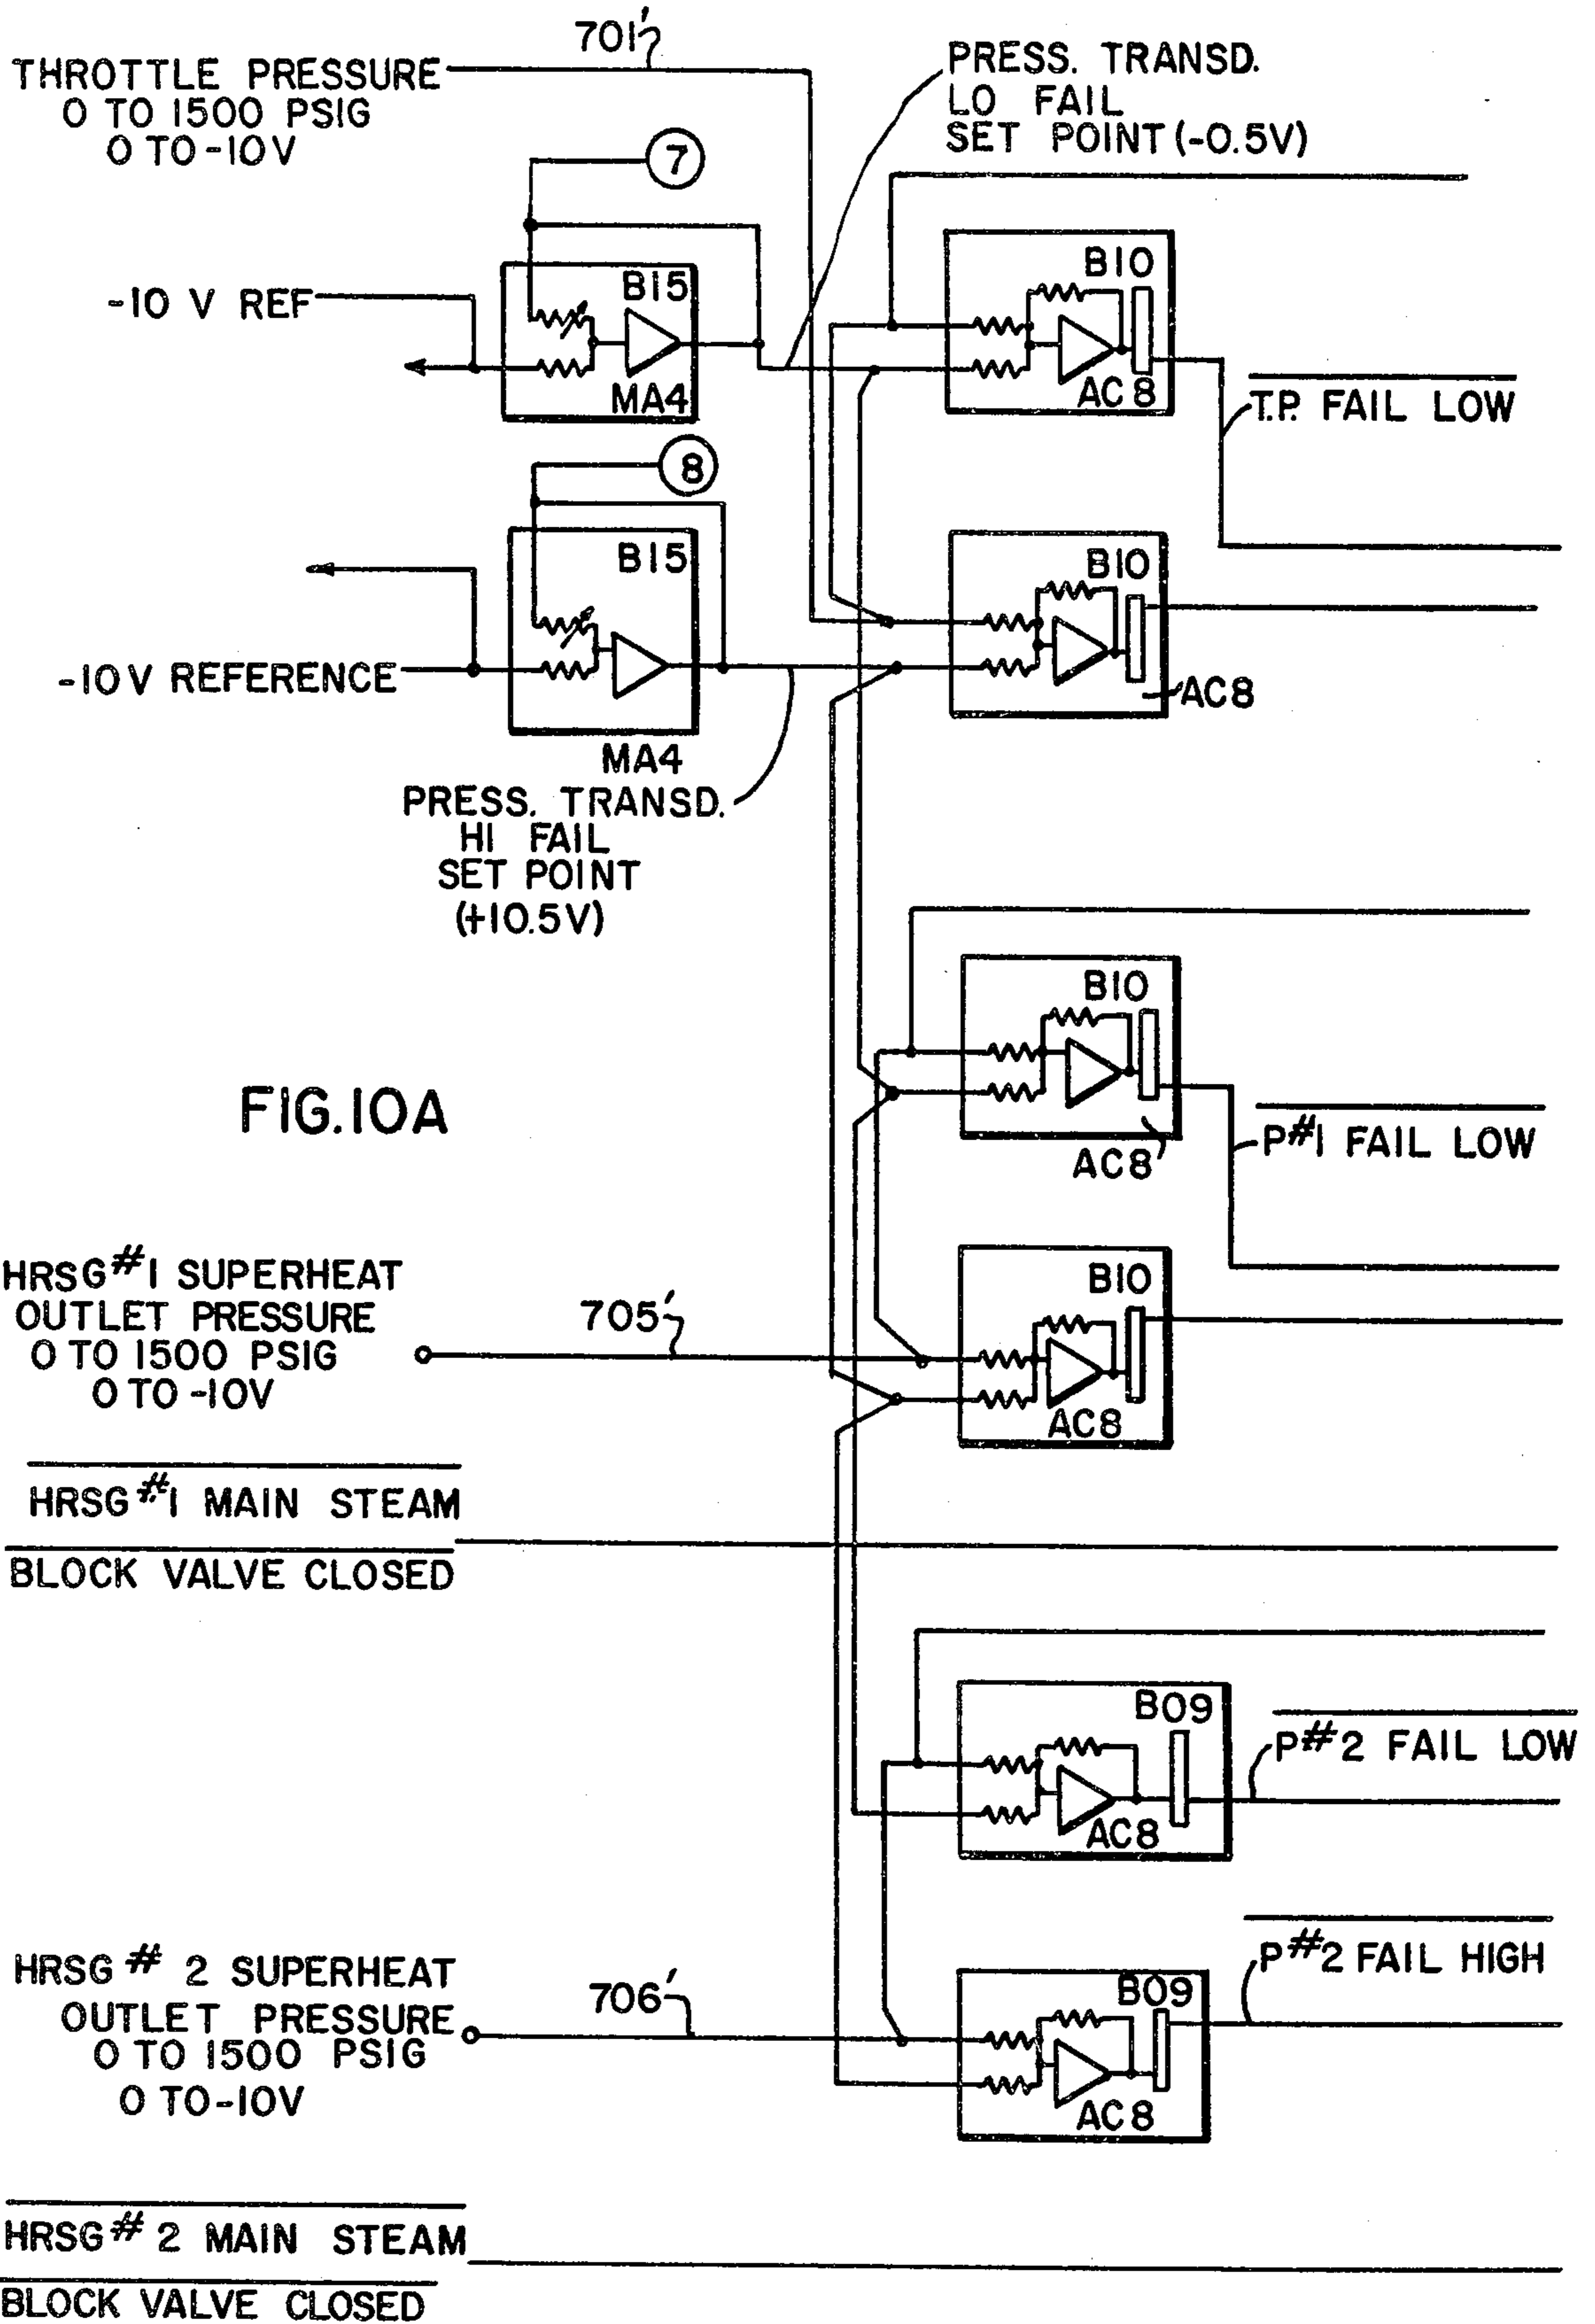 701'
THROTTLE PRESSURE
0 TO 1500 PSIG
0 TO -10V
PRESS. TRANSD.
LO FAIL
SET POINT (-0.5V)
7
-10 V REF
B15
MA4
B10
AC8
T.P. FAIL LOW
8
B15
-10V REFERENCE
MA4
B10
AC8
PRESS. TRANSD.
HI FAIL
SET POINT
(+10.5V)
B10
AC8
P#1 FAIL LOW
FIG.10A
HRSG #1 SUPERHEAT
OUTLET PRESSURE
0 TO 1500 PSIG
0 TO -10V
705'
B10
AC8
HRSG #1 MAIN STEAM
BLOCK VALVE CLOSED
B09
AC8
P#2 FAIL LOW
HRSG # 2 SUPERHEAT
OUTLET PRESSURE
0 TO 1500 PSIG
0 TO -10V
706'
B09
AC8
P#2 FAIL HIGH
HRSG # 2 MAIN STEAM
BLOCK VALVE CLOSED